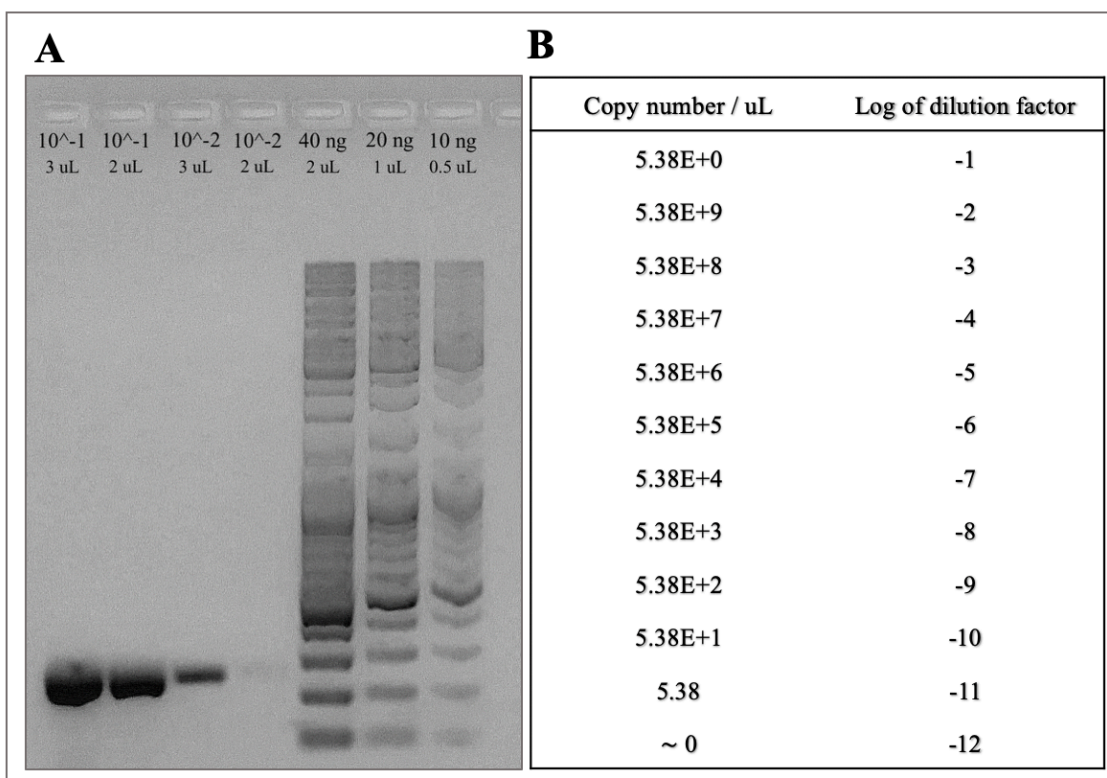 A
10^-1 10^-1 10^-2 10^-2 40 ng 20 ng 10 ng
3 uL 2 uL 3 uL 2 uL 2 uL 1 uL 0.5 uL
B
Copy number / uL Log of dilution factor
5.38E+0 -1
5.38E+9 -2
5.38E+8 -3
5.38E+7 -4
5.38E+6 -5
5.38E+5 -6
5.38E+4 -7
5.38E+3 -8
5.38E+2 -9
5.38E+1 -10
5.38 -11
~ 0 -12